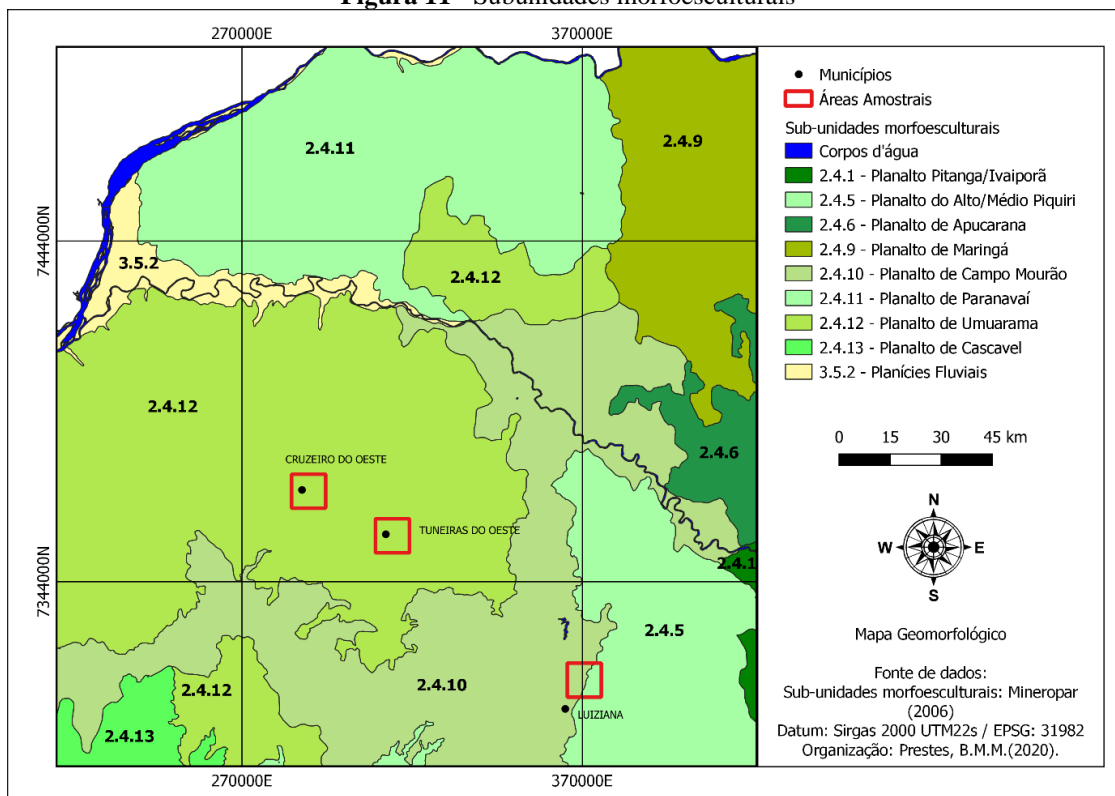 Figura 11 - Subunidades morfoesculturais
270000E
370000E
7444000N
7344000N
2.4.11
2.4.9
3.5.2
2.4.12
2.4.12
2.4.6
CRUZEIRO DO OESTE
TUNEIRAS DO OESTE
2.4.1
2.4.5
2.4.12
2.4.10
LUIZIANA
2.4.13
270000E
370000E
Municípios
Áreas Amostrais
Sub-unidades morfoesculturais
Corpos d'água
2.4.1 - Planalto Pitanga/Ivaiporã
2.4.5 - Planalto do Alto/Médio Piquiri
2.4.6 - Planalto de Apucarana
2.4.9 - Planalto de Maringá
2.4.10 - Planalto de Campo Mourão
2.4.11 - Planalto de Paranavaí
2.4.12 - Planalto de Umuarama
2.4.13 - Planalto de Cascavel
3.5.2 - Planícies Fluviais
0 15 30 45 km
N
W E
S
Mapa Geomorfológico
Fonte de dados:
Sub-unidades morfoesculturais: Mineropar
(2006)
Datum: Sirgas 2000 UTM22s / EPSG: 31982
Organização: Prestes, B.M.M.(2020).